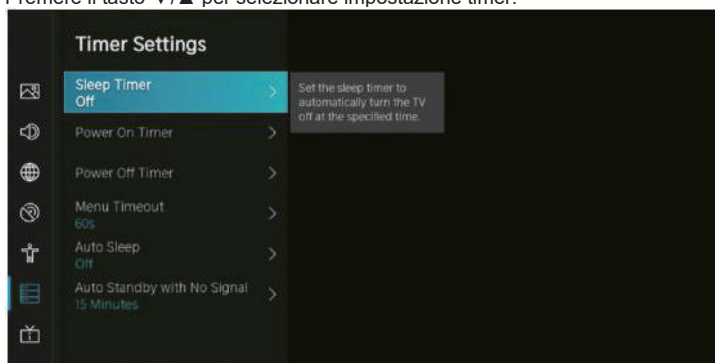 Premere il tasto ▼/▲ per selezionare impostazione timer.
Timer Settings
Sleep Timer
Off
Set the sleep timer to
automatically turn the TV
off at the specified time.
Power On Timer
Power Off Timer
Menu Timeout
60s
Auto Sleep
Off
Auto Standby with No Signal
15 Minutes